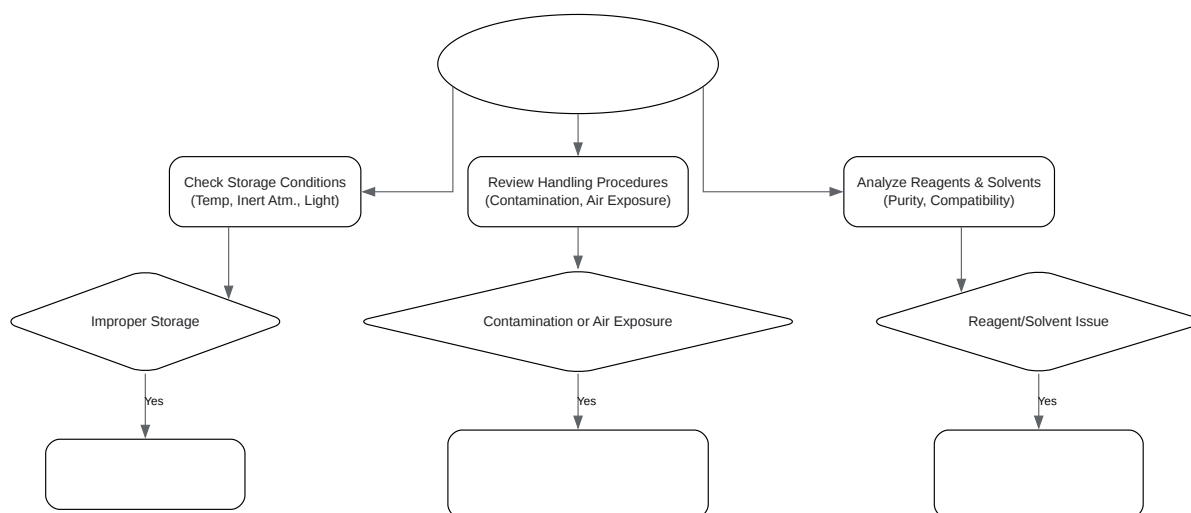 Check Storage Conditions
(Temp, Inert Atm., Light)
Review Handling Procedures
(Contamination, Air Exposure)
Analyze Reagents & Solvents
(Purity, Compatibility)
Improper Storage
Contamination or Air Exposure
Reagent/Solvent Issue
Yes
Yes
Yes